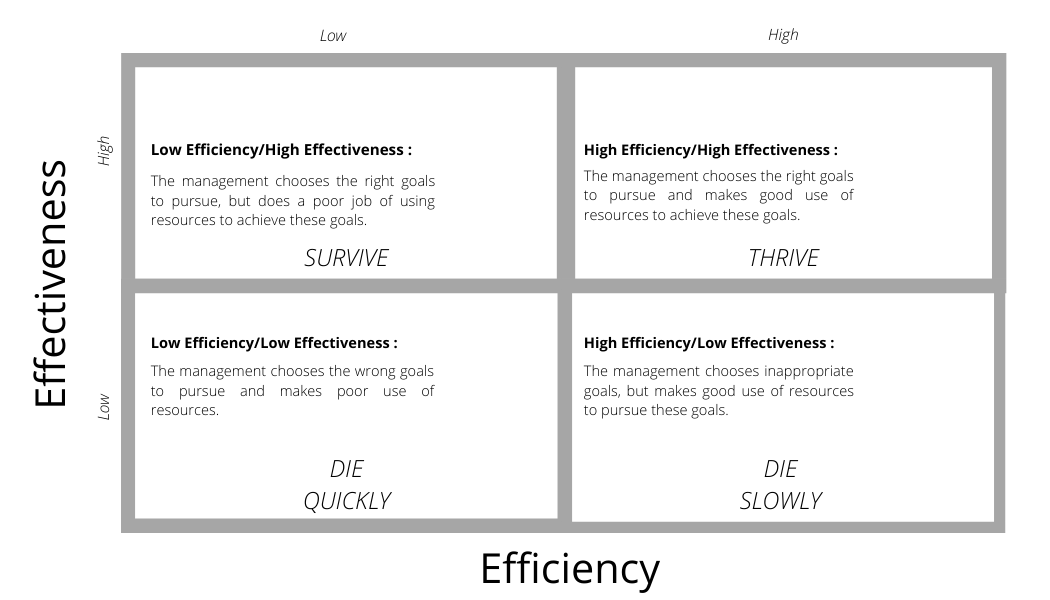 Low
High
High
Low Efficiency/High Effectiveness :
The management chooses the right goals
to pursue, but does a poor job of using
resources to achieve these goals.
SURVIVE
High Efficiency/High Effectiveness :
The management chooses the right goals
to pursue and makes good use of
resources to achieve these goals.
THRIVE
Effectiveness
Low
Low Efficiency/Low Effectiveness :
The management chooses the wrong goals
to pursue and makes poor use of
resources.
DIE
QUICKLY
High Efficiency/Low Effectiveness :
The management chooses inappropriate
goals, but makes good use of resources
to pursue these goals.
DIE
SLOWLY
Efficiency